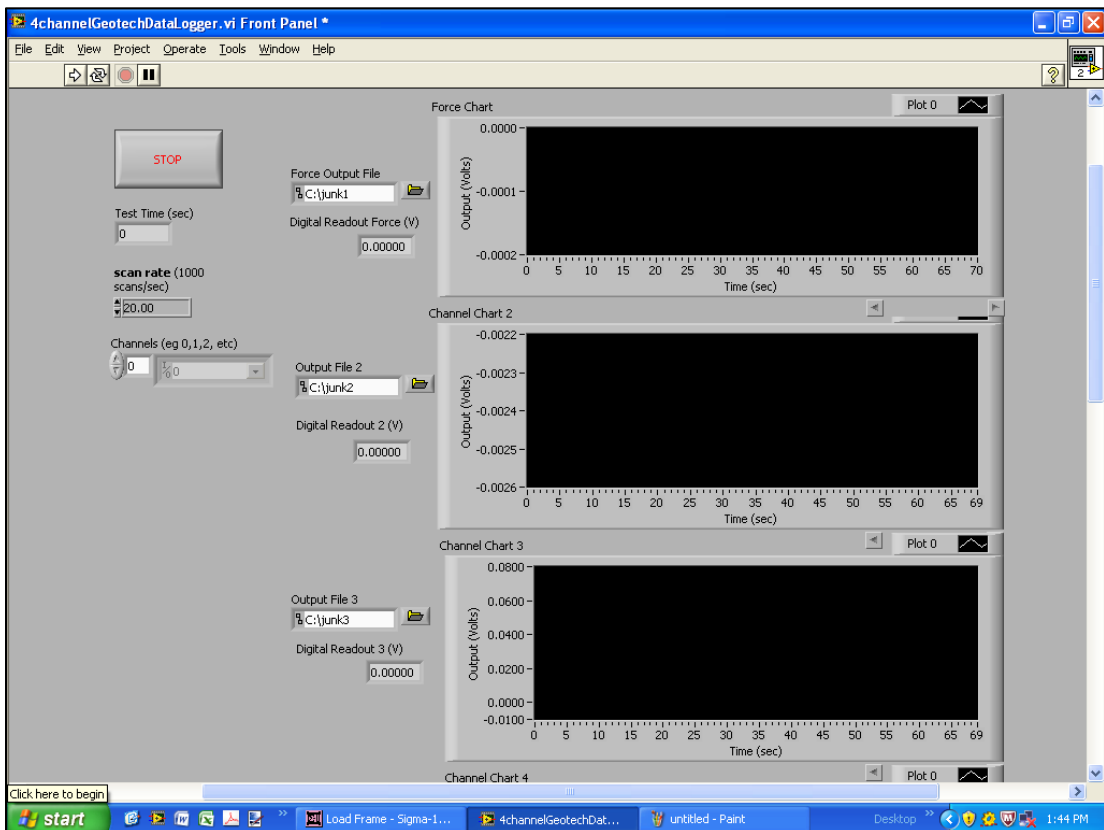 4channelGeotechDataLogger.vi Front Panel *
File Edit View Project Operate Tools Window Help
2
Force Chart
Plot 0
STOP
Force Output File
C:\junk1
Digital Readout Force (V)
0.00000
Test Time (sec)
0
scan rate (1000
scans/sec)
20.00
Channels (eg 0,1,2, etc)
0
I/O 0
Output (Volts)
0.0000
-0.0001
-0.0002
0 5 10 15 20 25 30 35 40 45 50 55 60 65 70
Time (sec)
Channel Chart 2
Output File 2
C:\junk2
Digital Readout 2 (V)
0.00000
Output (Volts)
-0.0022
-0.0023
-0.0024
-0.0025
-0.0026
0 5 10 15 20 25 30 35 40 45 50 55 60 65 69
Time (sec)
Channel Chart 3
Plot 0
Output File 3
C:\junk3
Digital Readout 3 (V)
0.00000
Output (Volts)
0.0800
0.0600
0.0400
0.0200
0.0000
-0.0100
0 5 10 15 20 25 30 35 40 45 50 55 60 65 69
Time (sec)
Channel Chart 4
Plot 0
Click here to begin
start
Load Frame - Sigma-1...
4channelGeotechDat...
untitled - Paint
Desktop
1:44 PM